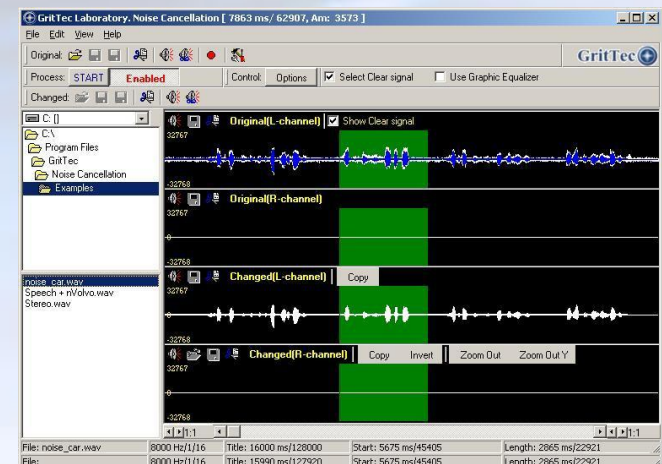 GritTec Laboratory. Noise Cancellation [ 7863 ms/ 62907, Am: 3573 ]
File Edit View Help
Original:
GritTec
Process: START Enabled Control: Options Select Clear signal Use Graphic Equalizer
Changed:
C: []
C:\
Program Files
GritTec
Noise Cancellation
Examples
noise_car.wav
Speech + nVolvo.wav
Stereo.wav
Original(L-channel) Show Clear signal
32767
-32768
Original(R-channel)
32767
0
-32768
Changed(L-channel) Copy
32767
-32768
Changed(R-channel) Copy Invert Zoom Out Zoom Out Y
32767
0
-32768
1:1 1:1
File: noise_car.wav 8000 Hz/1/16 Title: 16000 ms/128000 Start: 5675 ms/45405 Length: 2865 ms/22921
File: 8000 Hz/1/16 Title: 15990 ms/127920 Start: 5675 ms/45405 Length: 2865 ms/22921